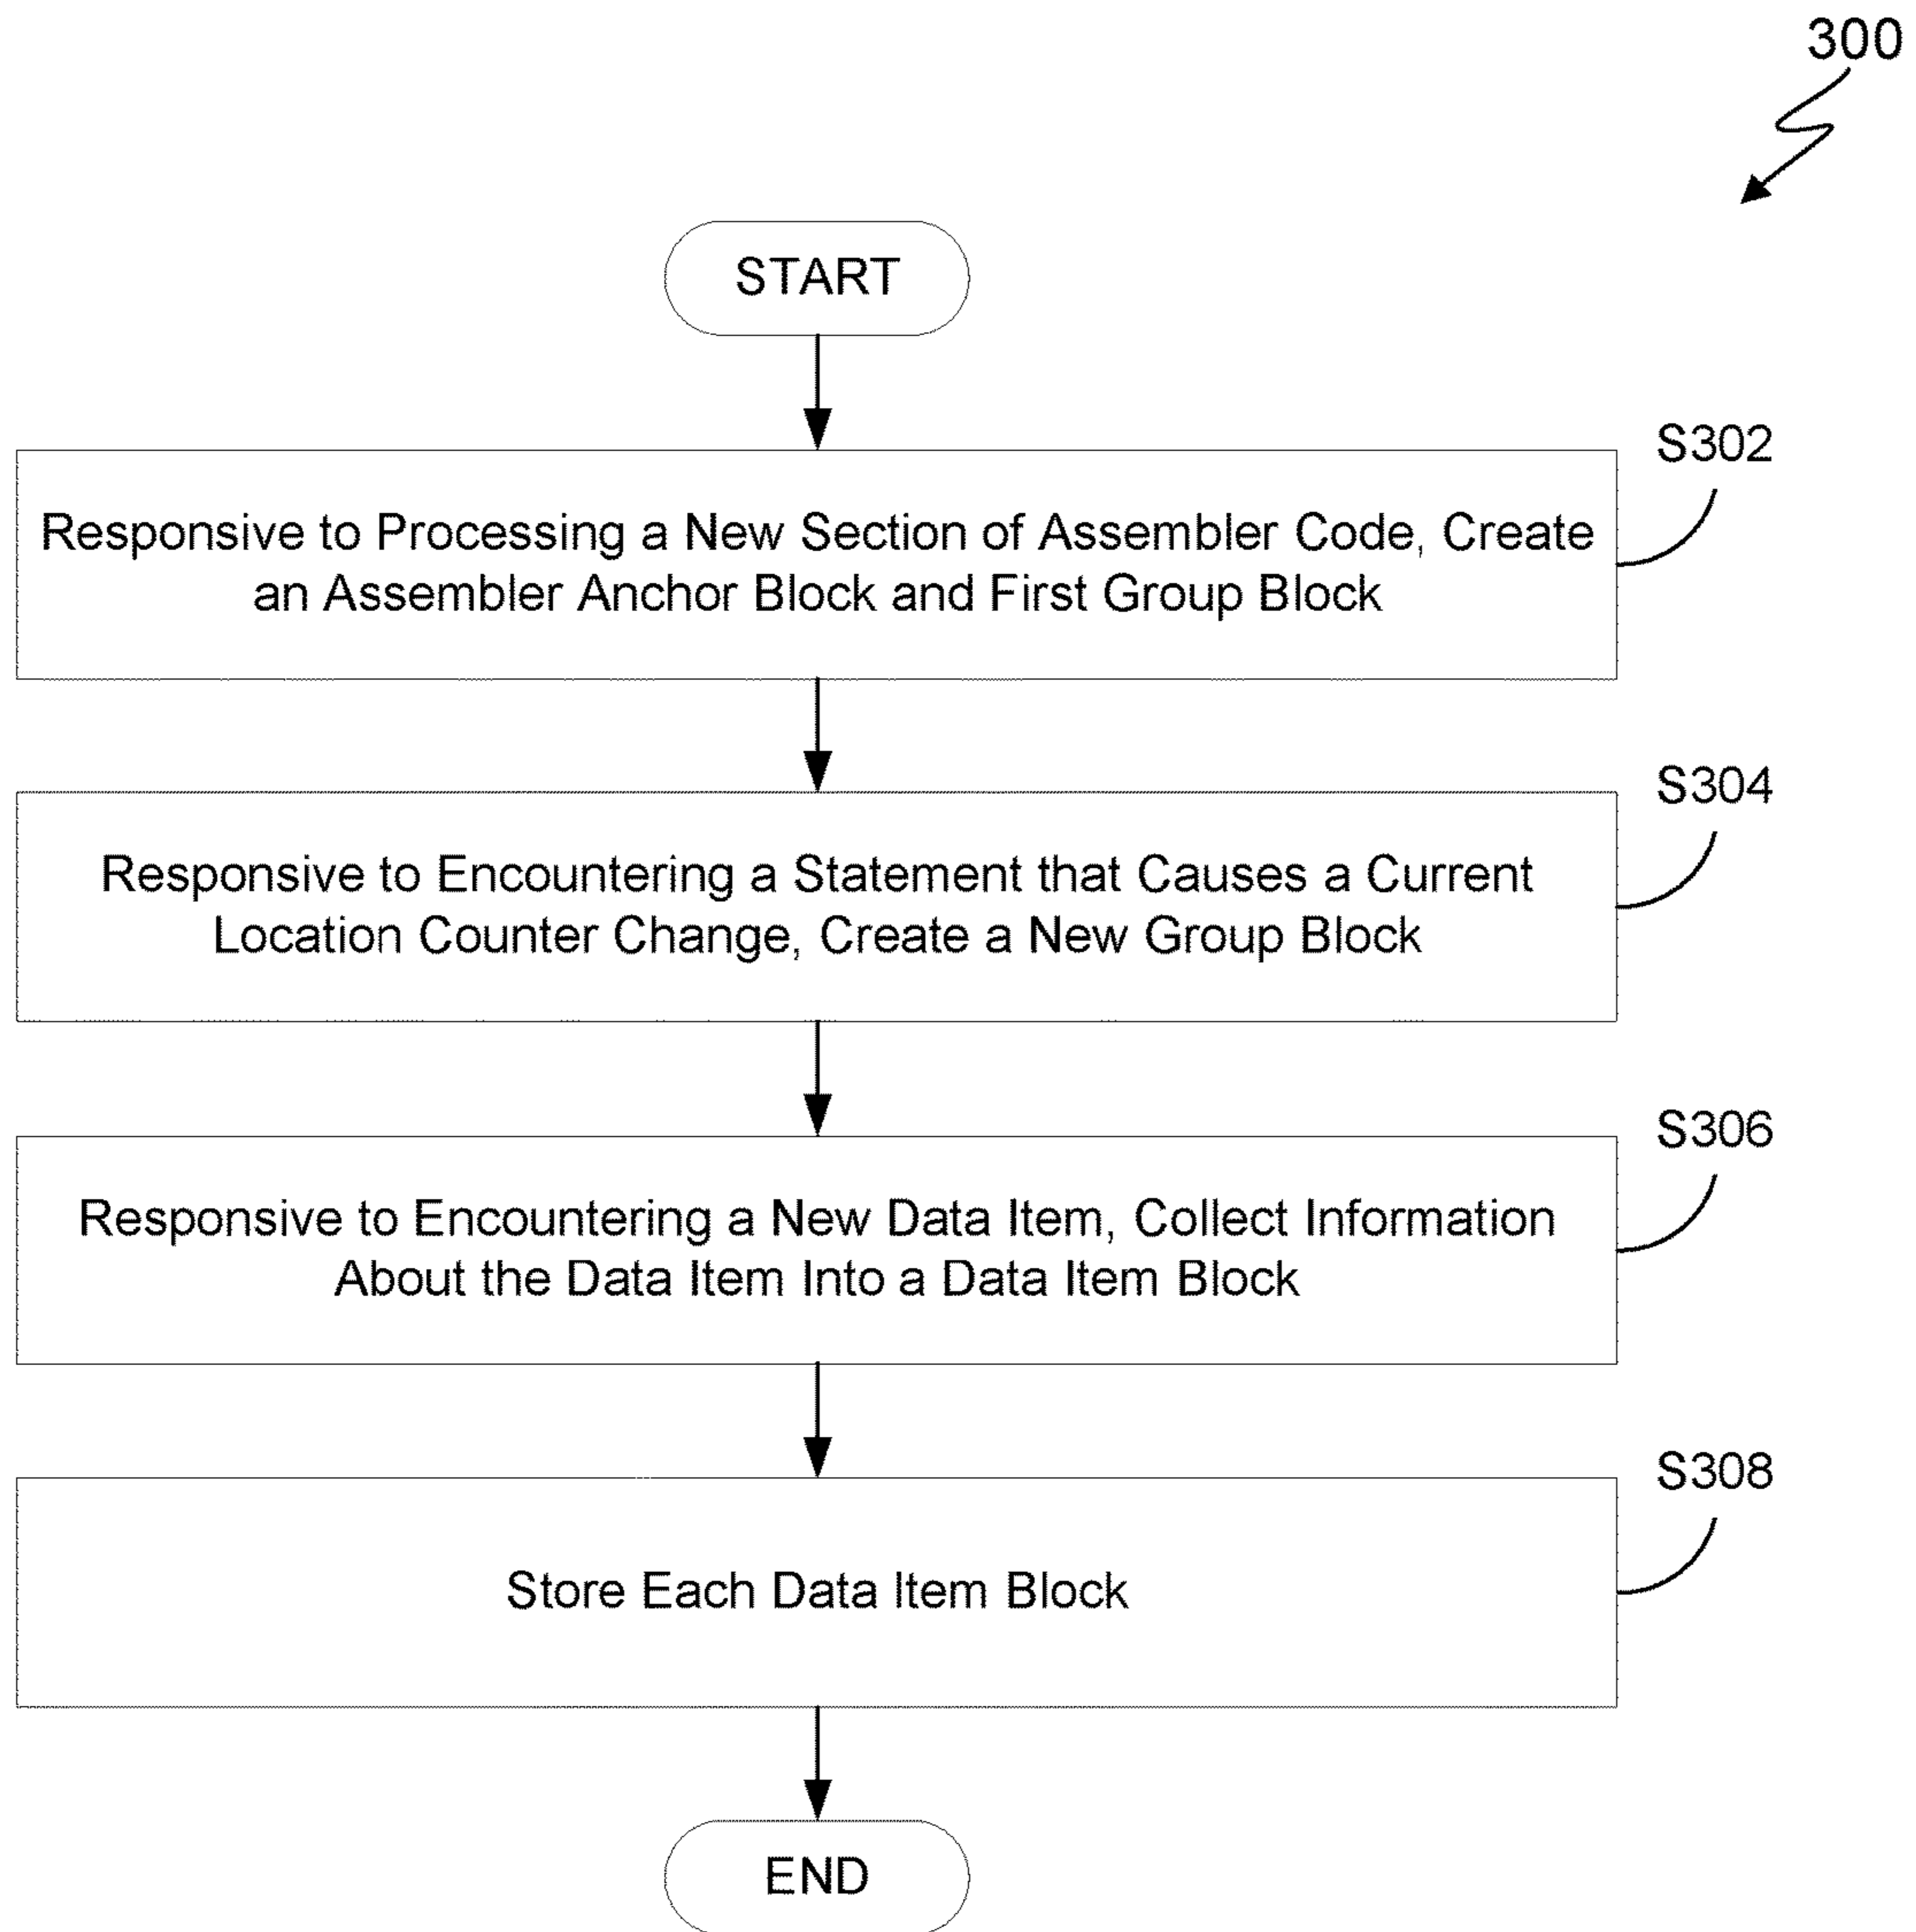 300
START
S302
Responsive to Processing a New Section of Assembler Code, Create
an Assembler Anchor Block and First Group Block
S304
Responsive to Encountering a Statement that Causes a Current
Location Counter Change, Create a New Group Block
S306
Responsive to Encountering a New Data Item, Collect Information
About the Data Item Into a Data Item Block
S308
Store Each Data Item Block
END